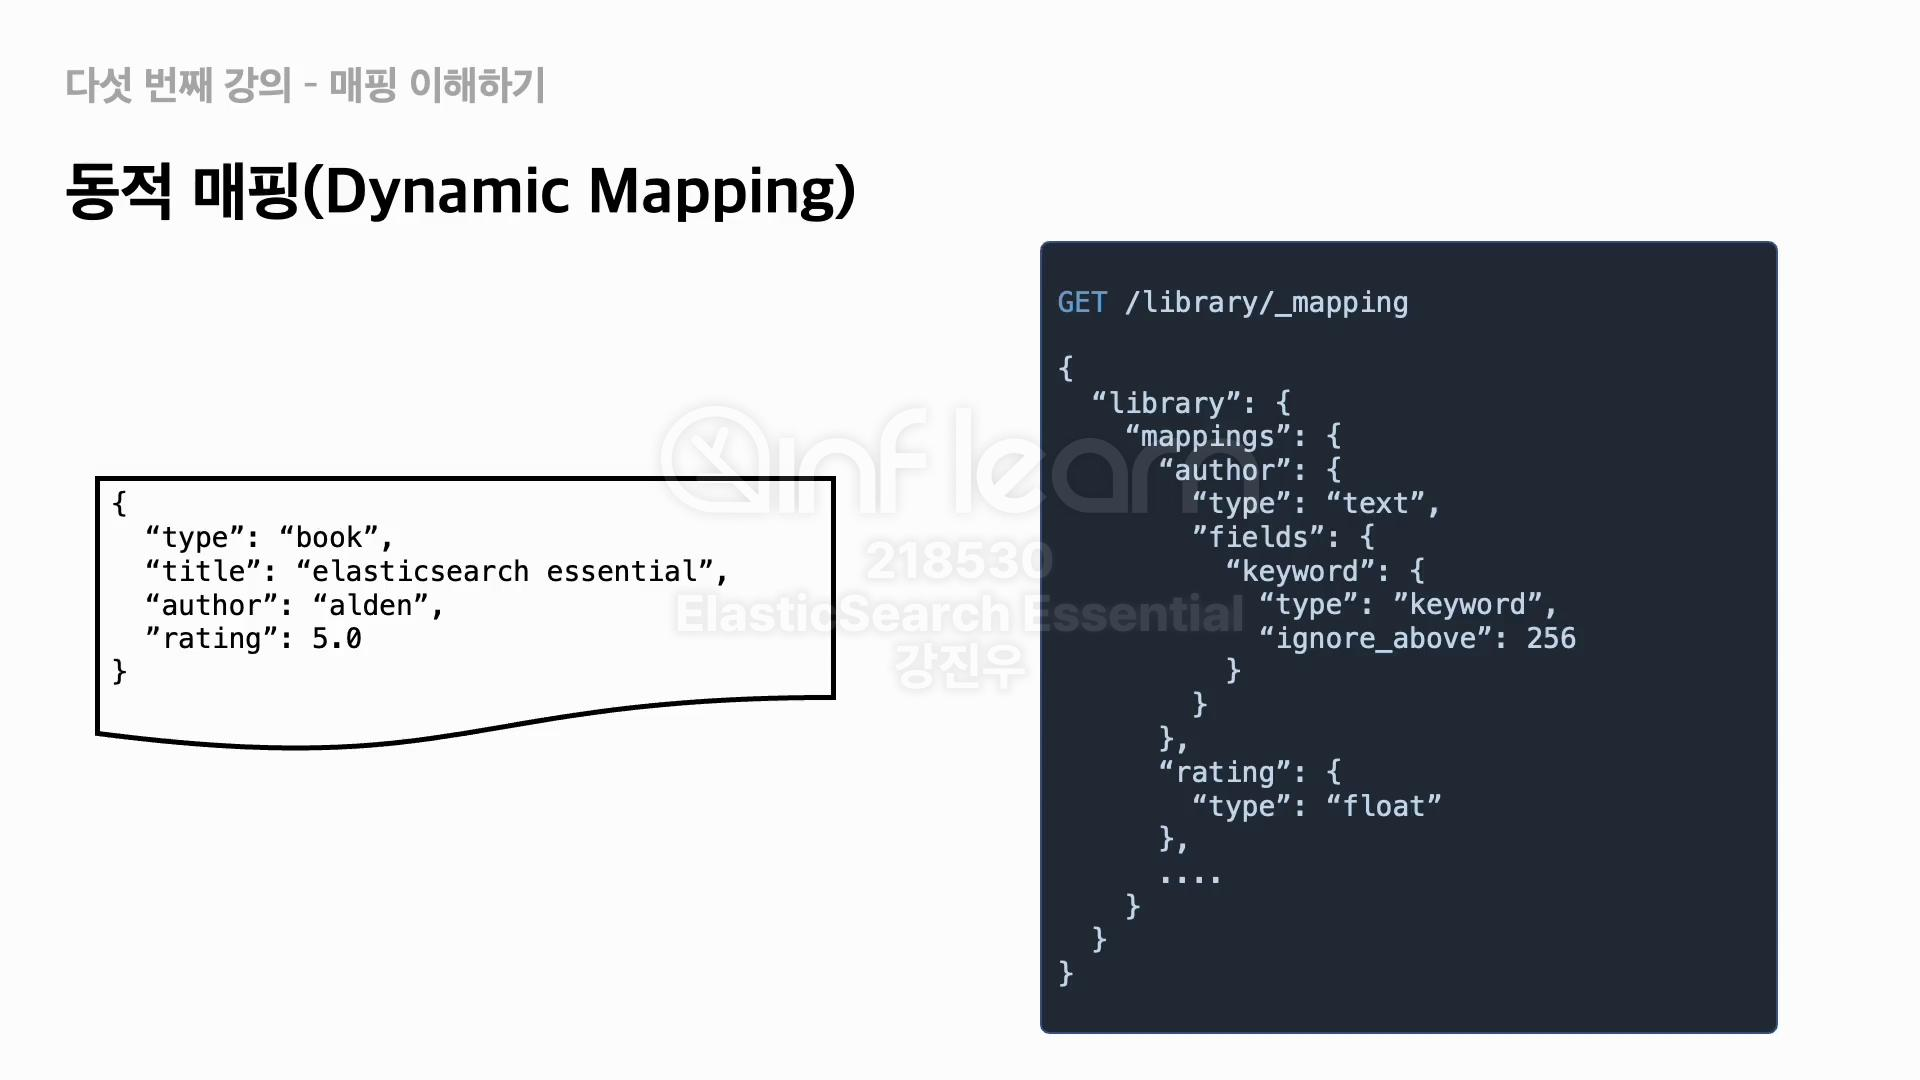 다섯 번째 강의 - 매핑 이해하기
동적 매핑(Dynamic Mapping)
{
“type”: “book”,
“title”: “elasticsearch essential”,
“author”: “alden”,
”rating”: 5.0
}
GET /library/_mapping
{
“library”: {
“mappings”: {
“author”: {
“type”: “text”,
”fields”: {
“keyword”: {
“type”: ”keyword”,
“ignore_above”: 256
}
}
},
“rating”: {
“type”: “float”
},
....
}
}
}
inflearn
218530
ElasticSearch Essential
강진우